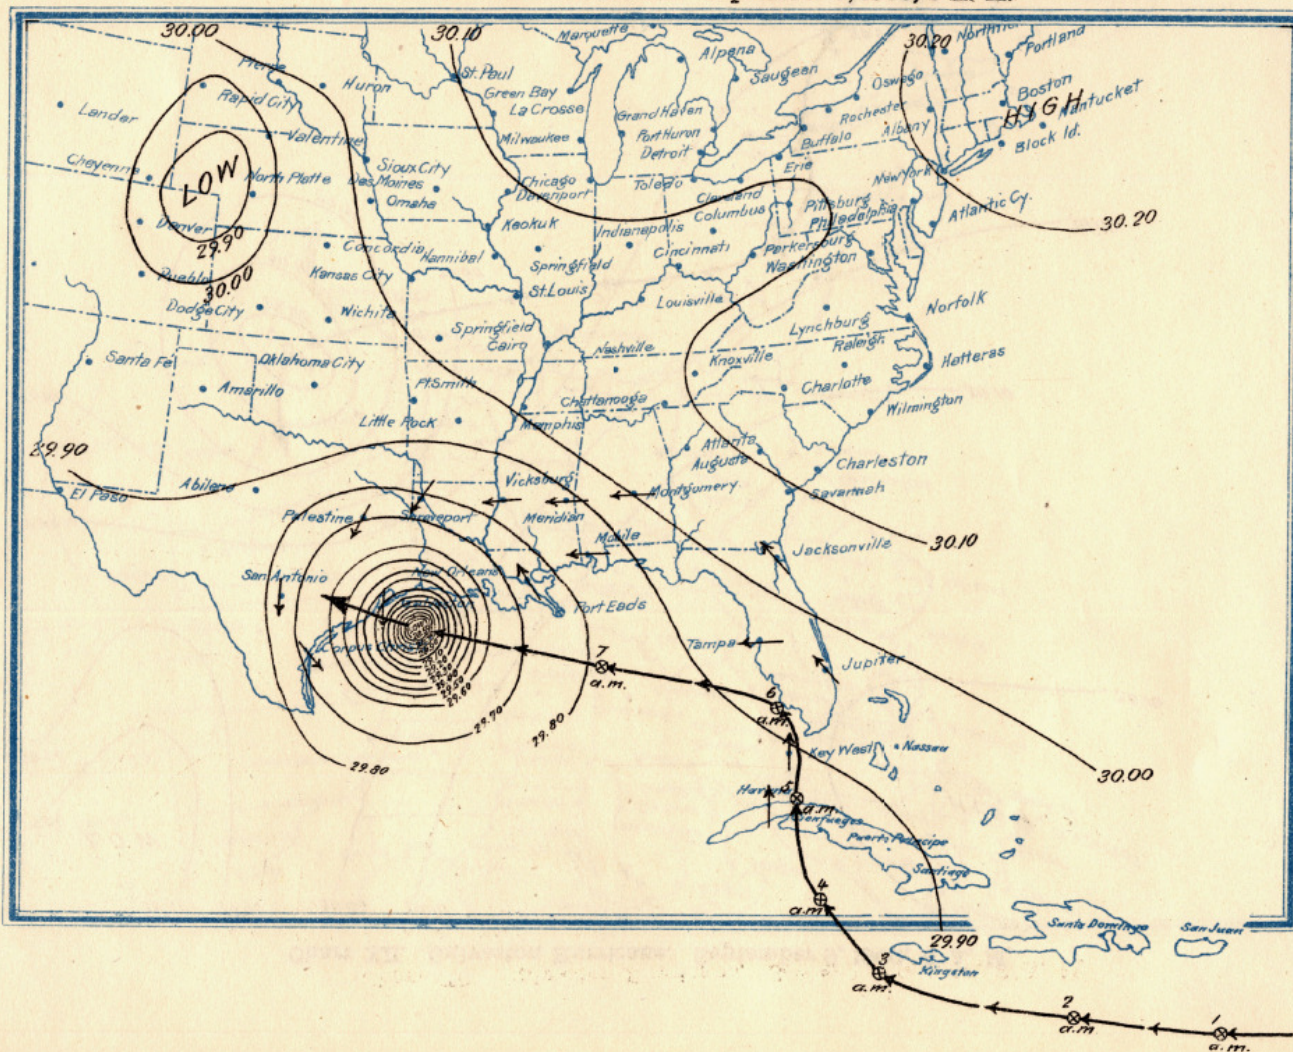 30.00
30.10
30.20
Marquette
Alpena
Northfield
Portland
Pierre
Huron
St. Paul
Green Bay
Saugeen
Oswego
Boston
Nantucket
HIGH
Rapid City
La Crosse
Grand Haven
Rochester
Lander
Port Huron
Albany
Valentine
Milwaukee
Detroit
Buffalo
Block Id.
Cheyenne
LOW
North Platte
Sioux City
Des Moines
Omaha
Chicago
Davenport
Toledo
Cleveland
Erie
New York
Columbus
Pittsburg
Philadelphia
Atlantic Cy.
30.20
Denver
29.90
Keokuk
Indianapolis
Concordia
Hannibal
Cincinnati
Parkersburg
Washington
Pueblo
30.00
Kansas City
Springfield
St. Louis
Louisville
Norfolk
Dodge City
Wichita
Springfield
Cairo
Lynchburg
Raleigh
Santa Fe
Oklahoma City
Nashville
Knoxville
Hatteras
Amarillo
Ft. Smith
Charlotte
Chattanooga
Wilmington
Little Rock
Memphis
29.90
Atlanta
Augusta
Charleston
El Paso
Abilene
Vicksburg
Montgomery
Savannah
Palestine
Shreveport
Meridian
Mobile
30.10
Jacksonville
San Antonio
New Orleans
Galveston
Port Eads
Corpus Christi
Tampa
Jupiter
7
a.m.
29.50
29.60
29.70
29.80
6
a.m.
29.80
Key West
Nassau
30.00
Havana
5
a.m.
Cienfuegos
Puerto Principe
Santiago
4
a.m
29.90
Santo Domingo
San Juan
3
a.m.
Kingston
2
a.m
1
a.m.